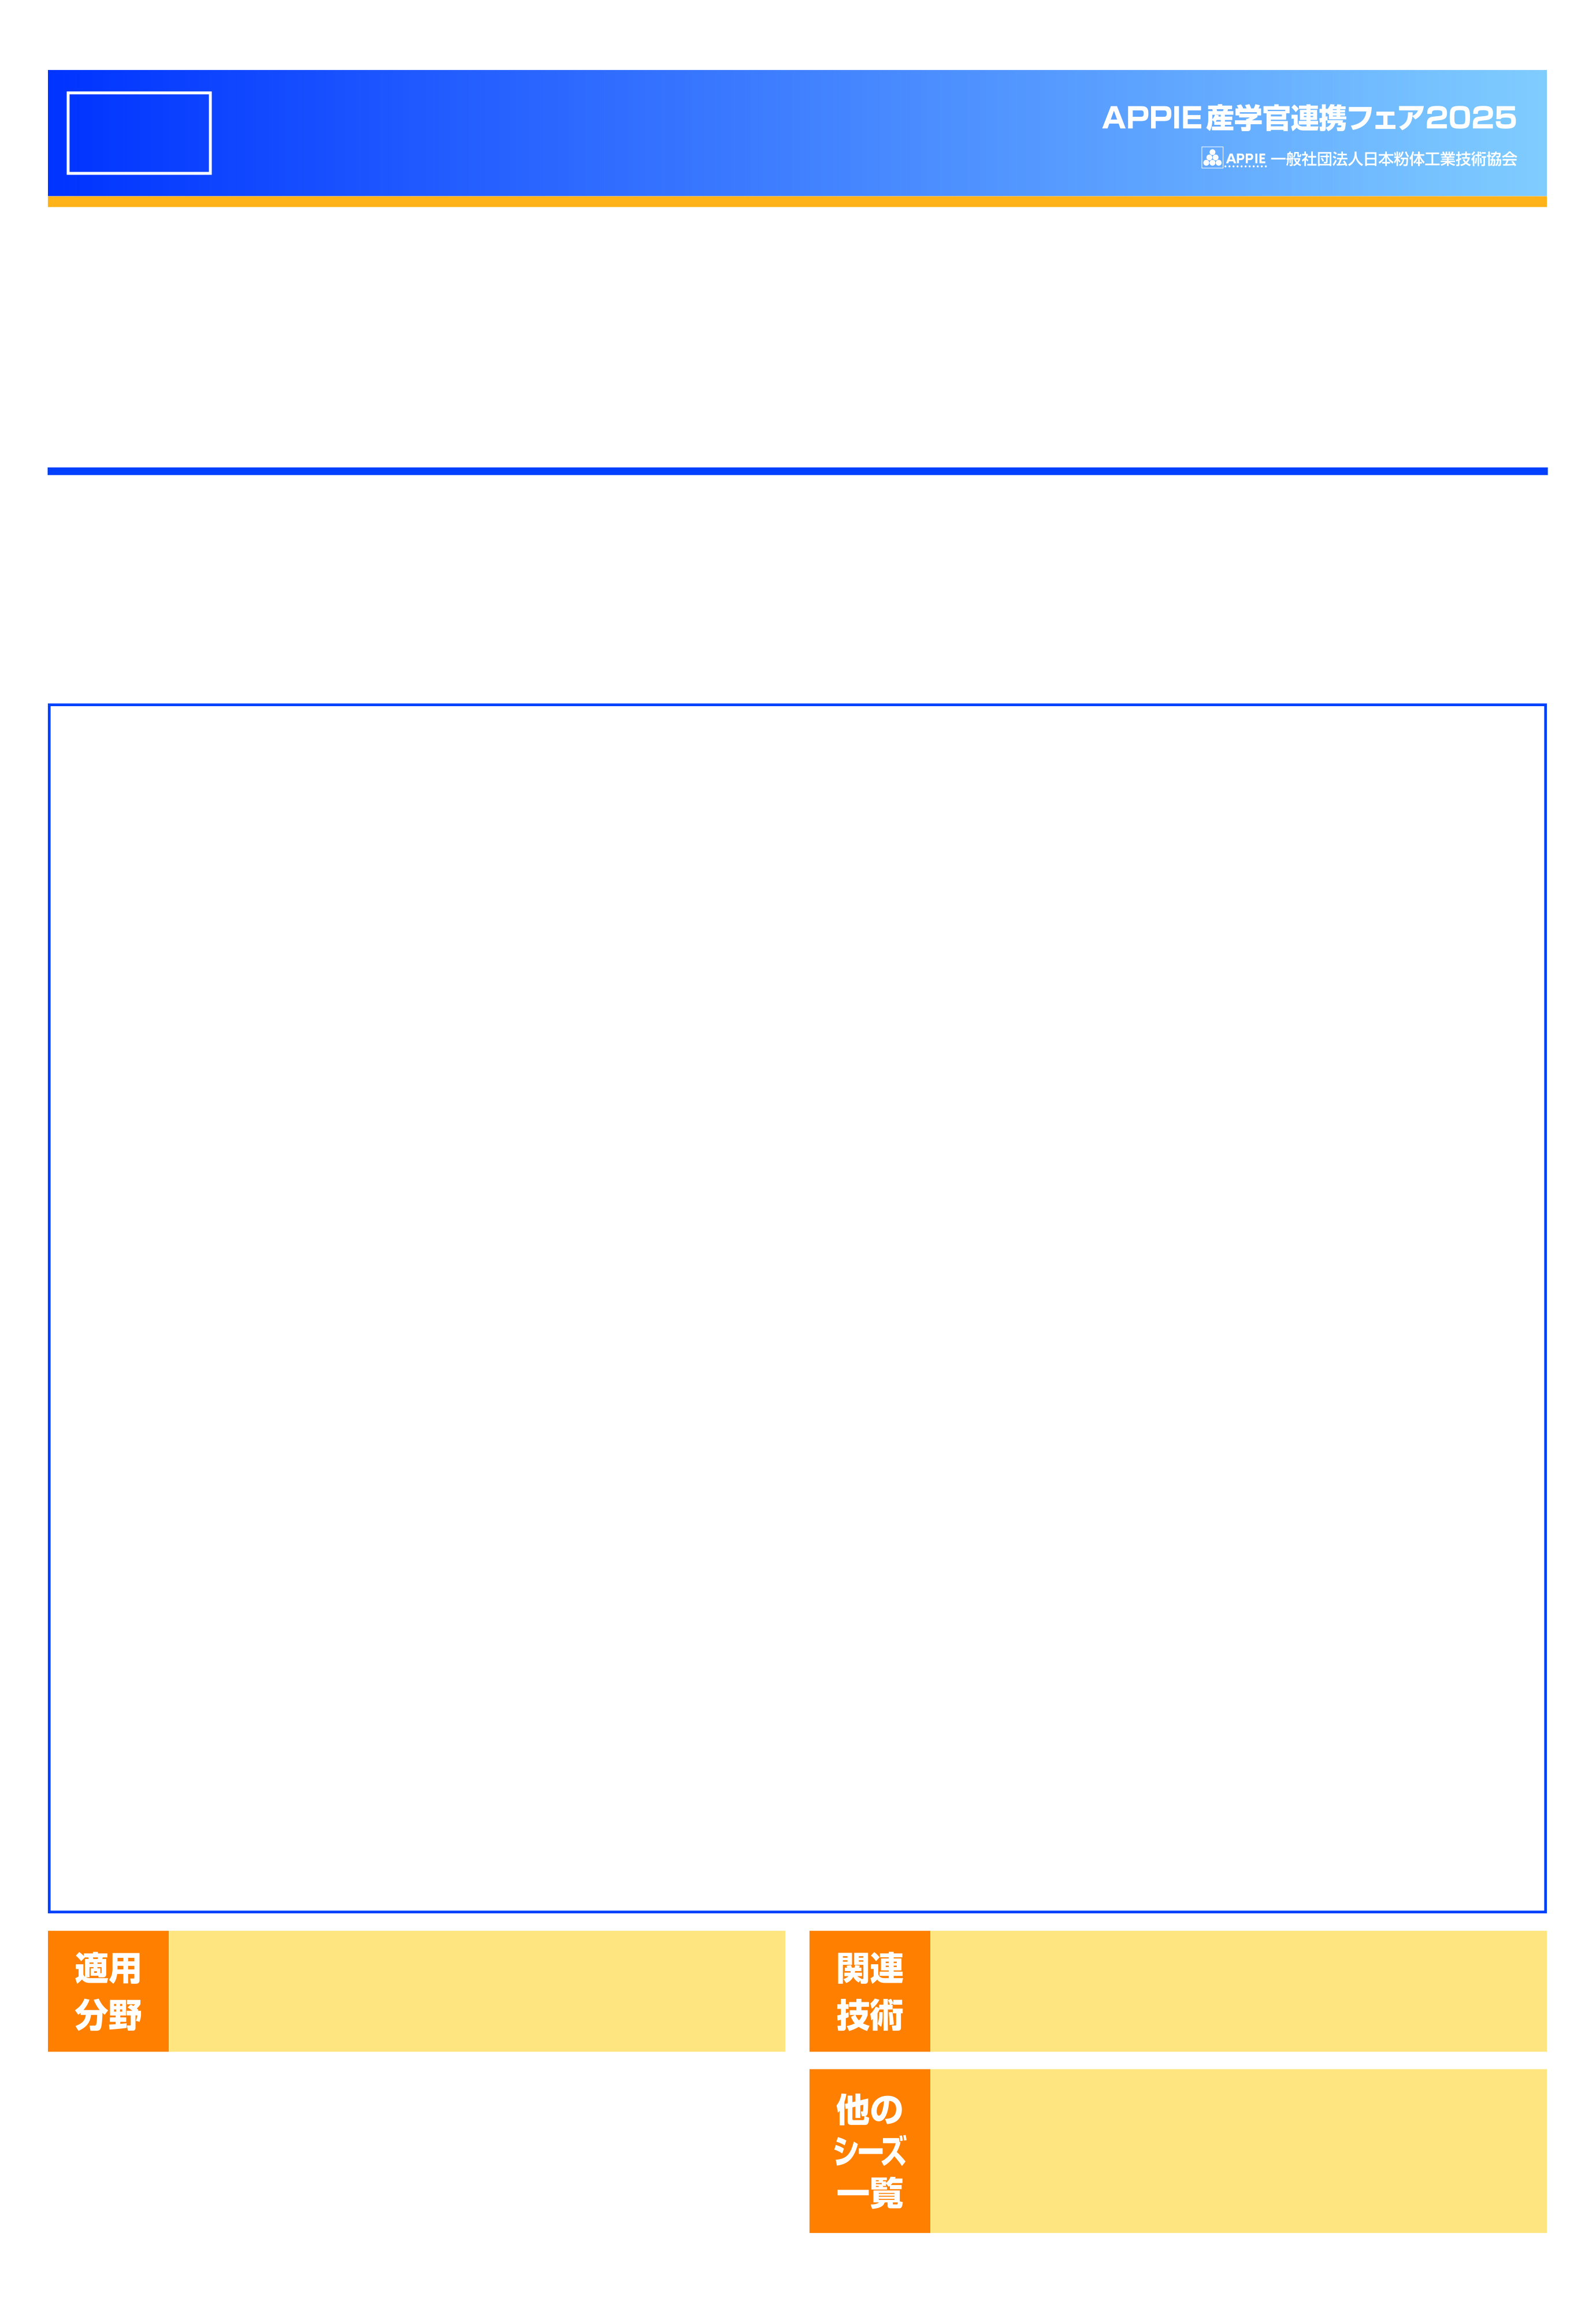 APPIE産学官連携フェア2025
APPIE 一般社団法人日本粉体工業技術協会
適用
分野
関連
技術
他の
シーズ
一覧